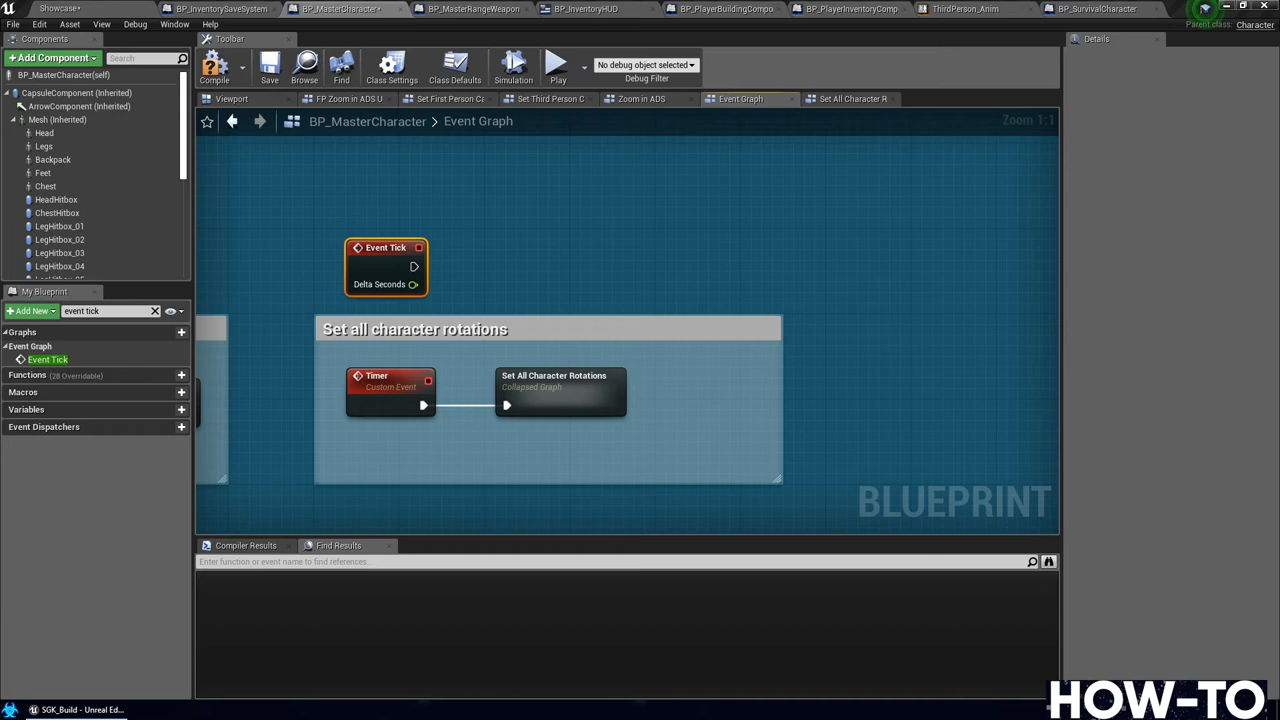 Showcase*
BP_InventorySaveSystem
BP_MasterCharacter*
BP_MasterRangeWeapon
BP_InventoryHUD
BP_PlayerBuildingCompo
BP_PlayerInventoryComp
ThirdPerson_Anim
BP_SurvivalCharacter
File Edit Asset View Debug Window Help
Parent class: Character
Components
Toolbar
Details
+ Add Component
Search
BP_MasterCharacter(self)
CapsuleComponent (Inherited)
ArrowComponent (Inherited)
Mesh (Inherited)
Head
Legs
Backpack
Feet
Chest
HeadHitbox
ChestHitbox
LegHitbox_01
LegHitbox_02
LegHitbox_03
LegHitbox_04
Compile
Save
Browse
Find
Class Settings
Class Defaults
Simulation
Play
No debug object selected
Debug Filter
Viewport
FP Zoom in ADS U
Set First Person C
Set Third Person C
Zoom in ADS
Event Graph
Set All Character R
BP_MasterCharacter > Event Graph
Zoom 1:1
My Blueprint
+ Add New
event tick
Graphs
Event Graph
Event Tick
Functions (28 Overridable)
Macros
Variables
Event Dispatchers
Event Tick
Delta Seconds
Set all character rotations
Timer
Custom Event
Set All Character Rotations
Collapsed Graph
BLUEPRINT
Compiler Results
Find Results
Enter function or event name to find references...
SGK_Build - Unreal Ed...
HOW-TO